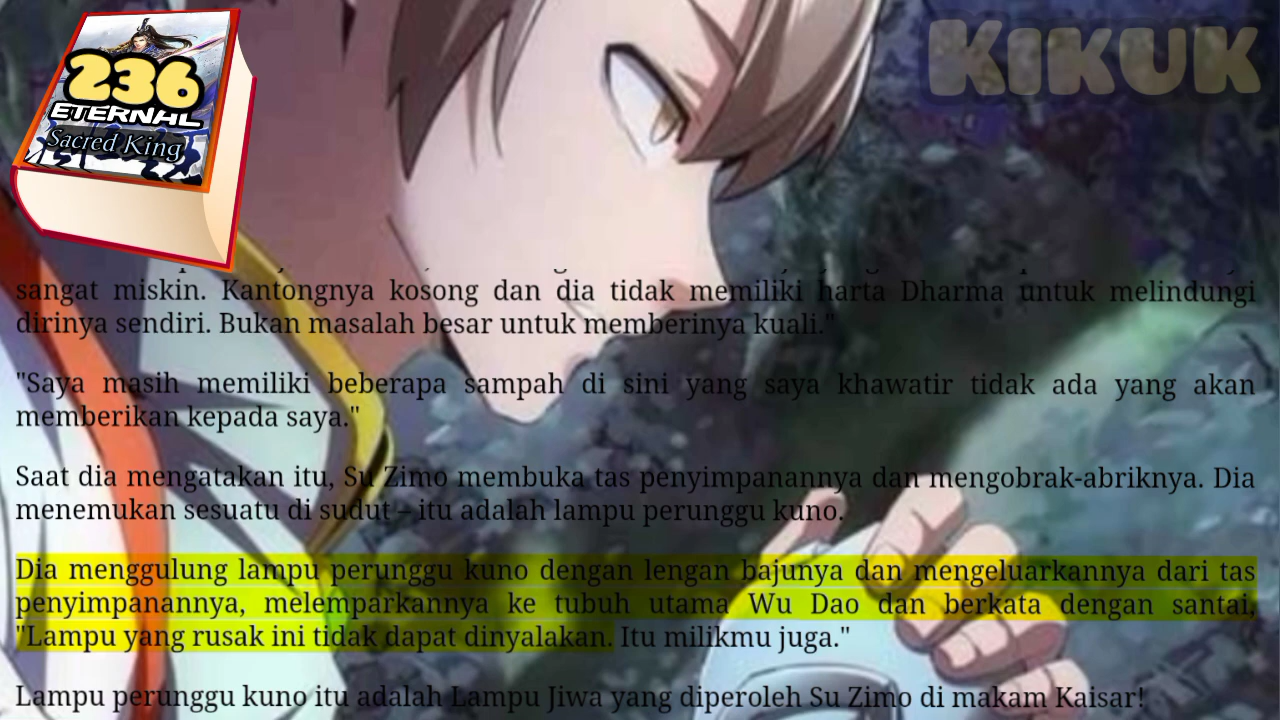 236
ETERNAL
Sacred King
KIKUK
sangat miskin. Kantongnya kosong dan dia tidak memiliki harta Dharma untuk melindungi
dirinya sendiri. Bukan masalah besar untuk memberinya kuali."
"Saya masih memiliki beberapa sampah di sini yang saya khawatir tidak ada yang akan
memberikan kepada saya."
Saat dia mengatakan itu, Su Zimo membuka tas penyimpanannya dan mengobrak-abriknya. Dia
menemukan sesuatu di sudut – itu adalah lampu perunggu kuno.
Dia menggulung lampu perunggu kuno dengan lengan bajunya dan mengeluarkannya dari tas
penyimpanannya, melemparkannya ke tubuh utama Wu Dao dan berkata dengan santai,
"Lampu yang rusak ini tidak dapat dinyalakan. Itu milikmu juga."
Lampu perunggu kuno itu adalah Lampu Jiwa yang diperoleh Su Zimo di makam Kaisar!